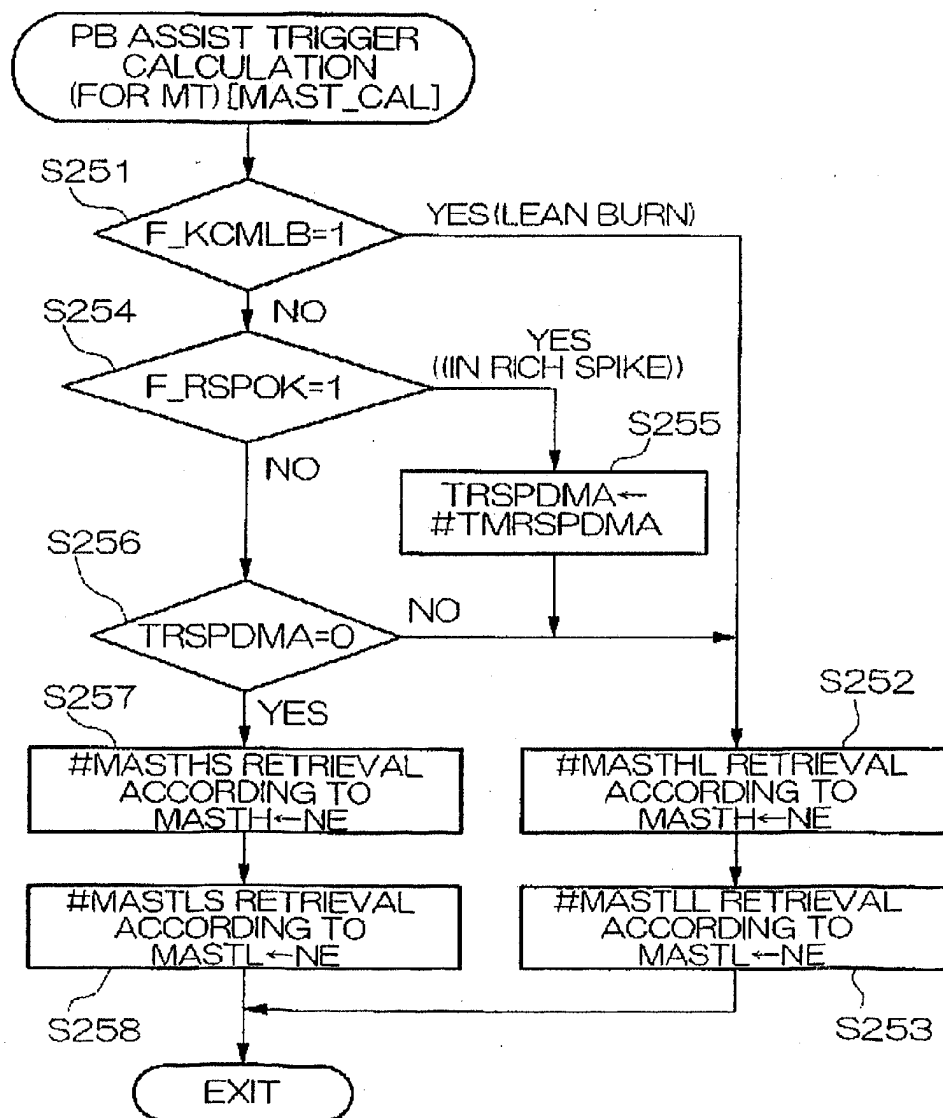 PB ASSIST TRIGGER
CALCULATION
(FOR MT) [MAST_CAL]
S251
F_KCMLB=1
YES (LEAN BURN)
NO
S254
F_RSPOK=1
YES
((IN RICH SPIKE))
NO
S255
TRSPDMA←
#TMRSPDMA
S256
TRSPDMA=0
NO
YES
S257
#MASTHS RETRIEVAL
ACCORDING TO
MASTH←NE
S252
#MASTHL RETRIEVAL
ACCORDING TO
MASTH←NE
#MASTLS RETRIEVAL
ACCORDING TO
MASTL←NE
S258
#MASTLL RETRIEVAL
ACCORDING TO
MASTL←NE
S253
EXIT